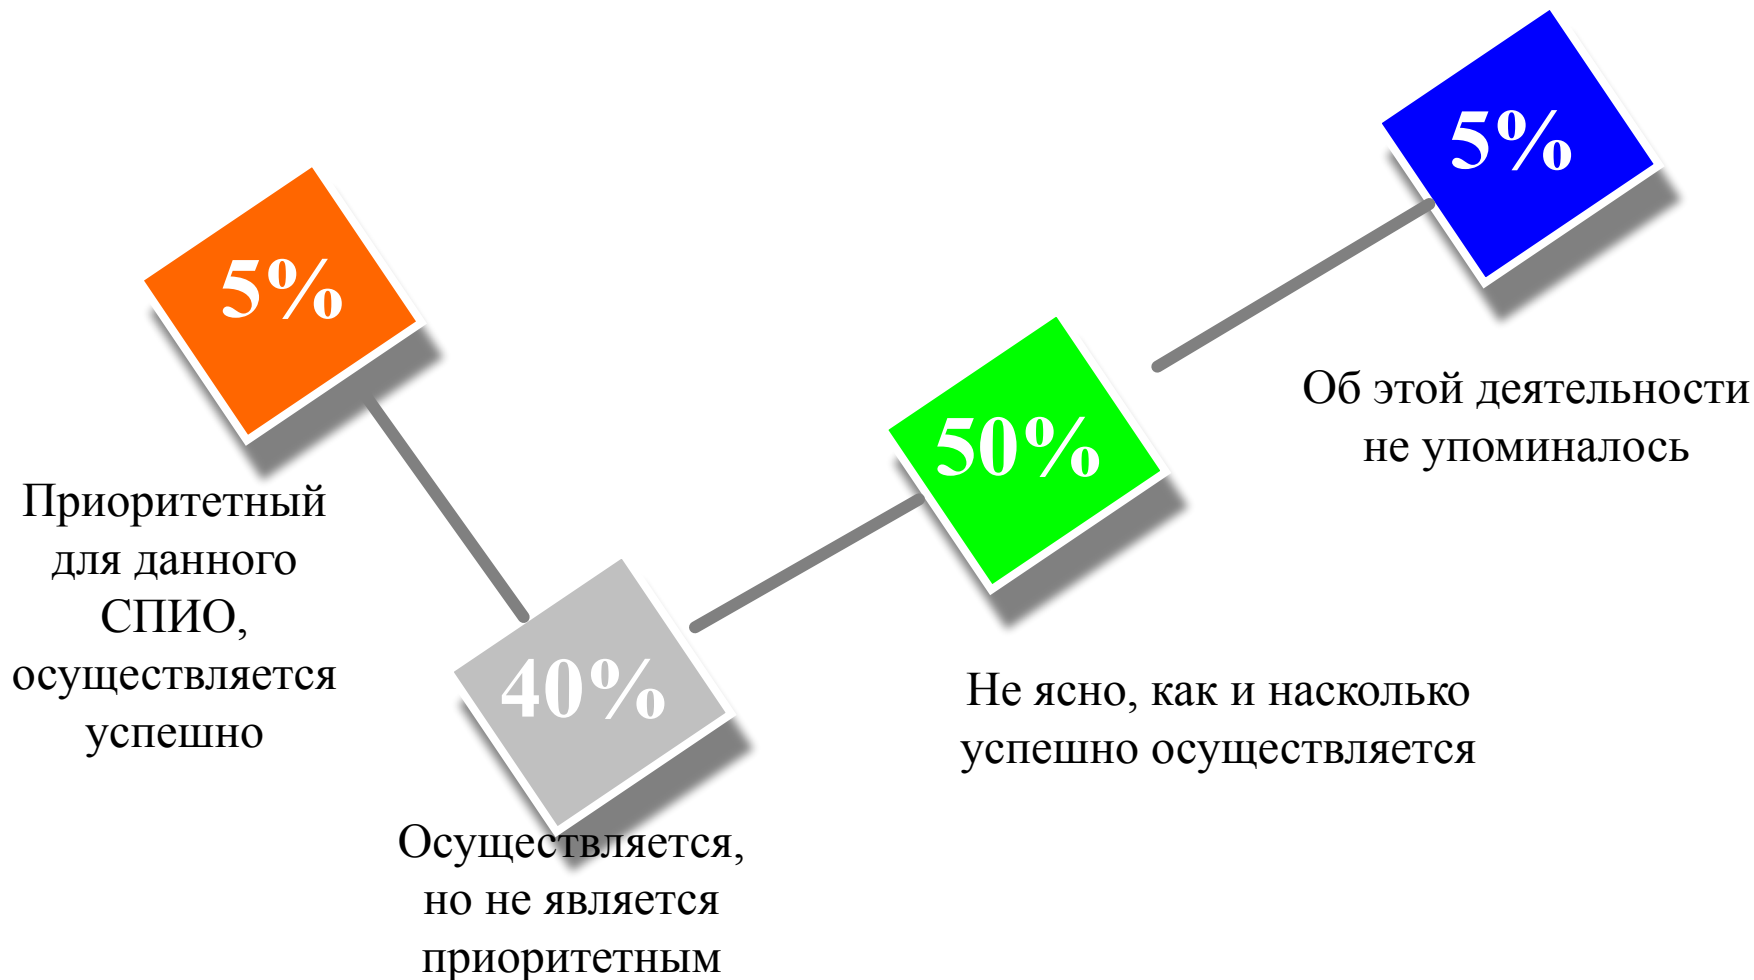 5%
Приоритетный
для данного
СПИО,
осуществляется
успешно
40%
Осуществляется,
но не является
приоритетным
50%
Не ясно, как и насколько
успешно осуществляется
5%
Об этой деятельности
не упоминалось